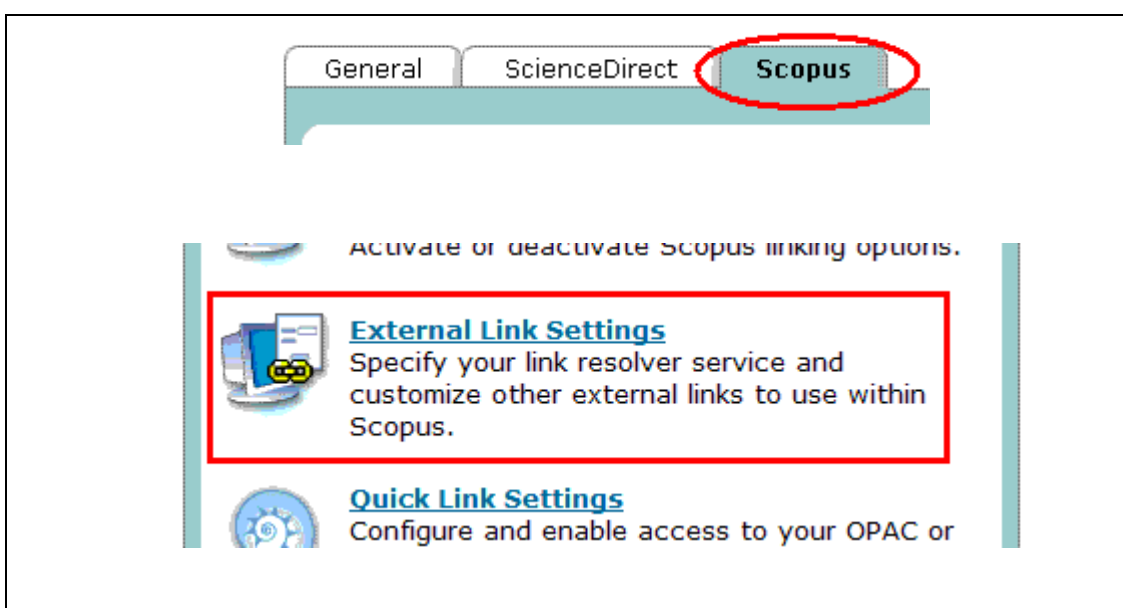 General ScienceDirect Scopus
Activate or deactivate Scopus linking options.
External Link Settings
Specify your link resolver service and
customize other external links to use within
Scopus.
Quick Link Settings
Configure and enable access to your OPAC or